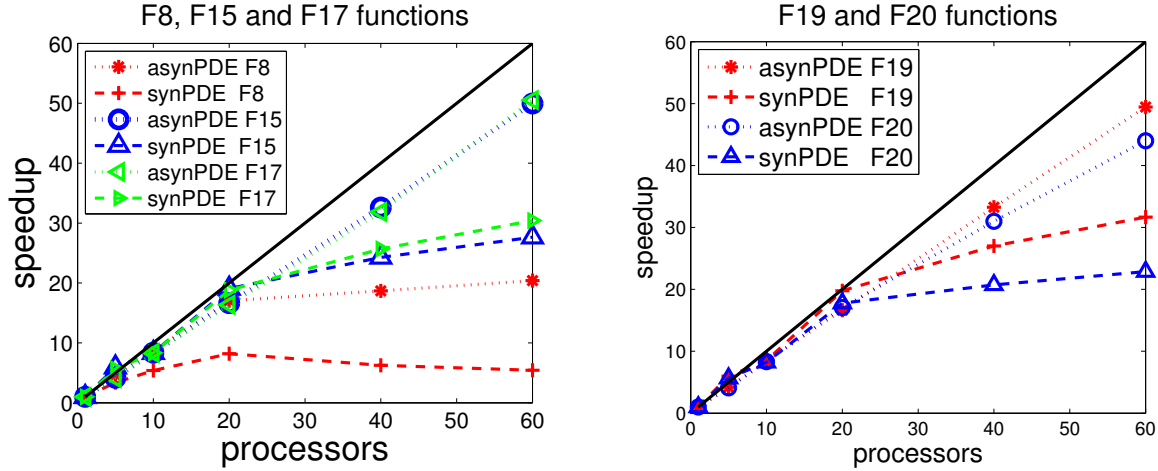 F8, F15 and F17 functions
60
50
40
30
20
10
0
speedup
asynPDE F8
synPDE F8
asynPDE F15
synPDE F15
asynPDE F17
synPDE F17
0 10 20 30 40 50 60
processors
F19 and F20 functions
60
50
40
30
20
10
0
speedup
asynPDE F19
synPDE F19
asynPDE F20
synPDE F20
0 10 20 30 40 50 60
processors